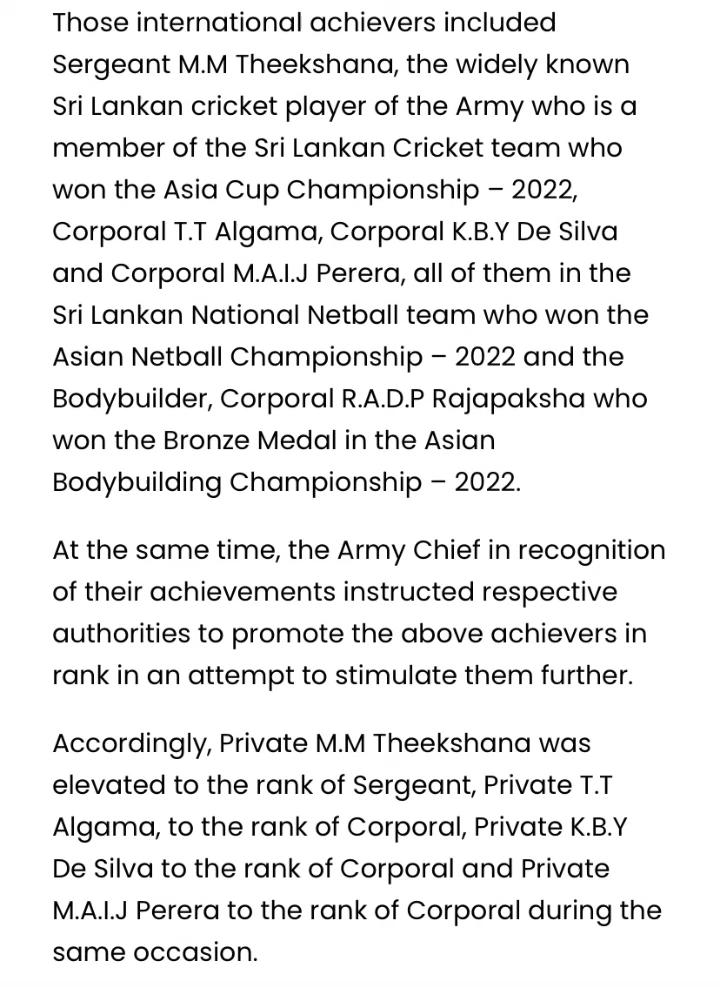 Those international achievers included
Sergeant M.M Theekshana, the widely known
Sri Lankan cricket player of the Army who is a
member of the Sri Lankan Cricket team who
won the Asia Cup Championship – 2022,
Corporal T.T Algama, Corporal K.B.Y De Silva
and Corporal M.A.I.J Perera, all of them in the
Sri Lankan National Netball team who won the
Asian Netball Championship – 2022 and the
Bodybuilder, Corporal R.A.D.P Rajapaksha who
won the Bronze Medal in the Asian
Bodybuilding Championship – 2022.
At the same time, the Army Chief in recognition
of their achievements instructed respective
authorities to promote the above achievers in
rank in an attempt to stimulate them further.
Accordingly, Private M.M Theekshana was
elevated to the rank of Sergeant, Private T.T
Algama, to the rank of Corporal, Private K.B.Y
De Silva to the rank of Corporal and Private
M.A.I.J Perera to the rank of Corporal during the
same occasion.